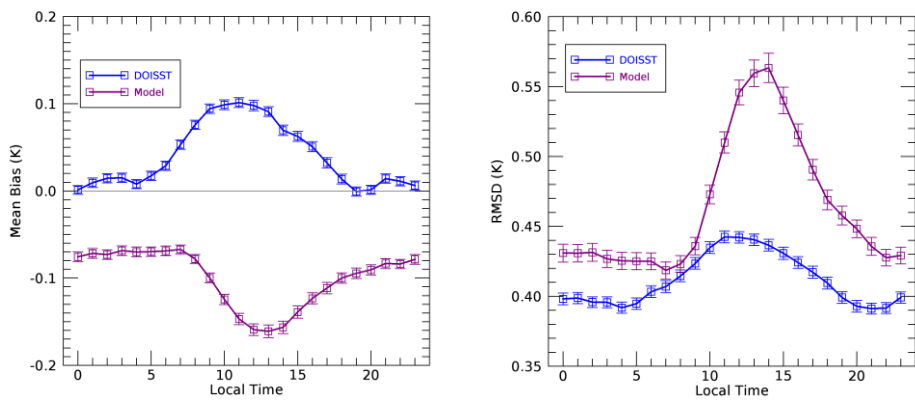 0.2
0.1
0.0
-0.1
-0.2
Mean Bias (K)
DOISST
Model
0 5 10 15 20
Local Time
0.60
0.55
0.50
0.45
0.40
0.35
RMSD (K)
DOISST
Model
0 5 10 15 20
Local Time